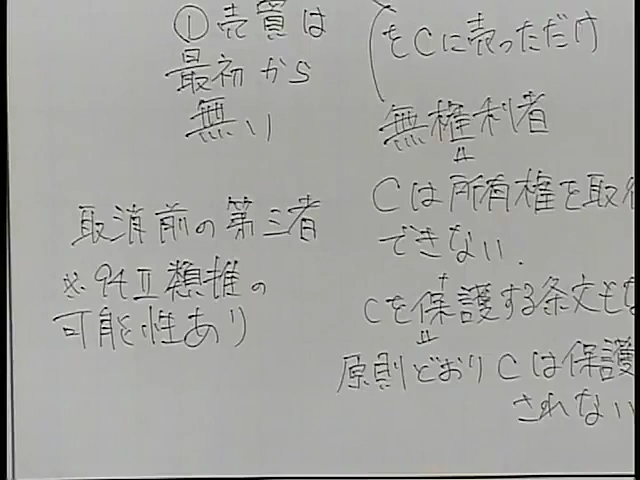 ①売買は
最初から
無い
取消前の第三者
※94Ⅱ類推の
可能性あり
をCに売っただけ
無権利者
Cは所有権を取得
できない.
+
Cを保護する条文もな
原則どおりCは保護
されない